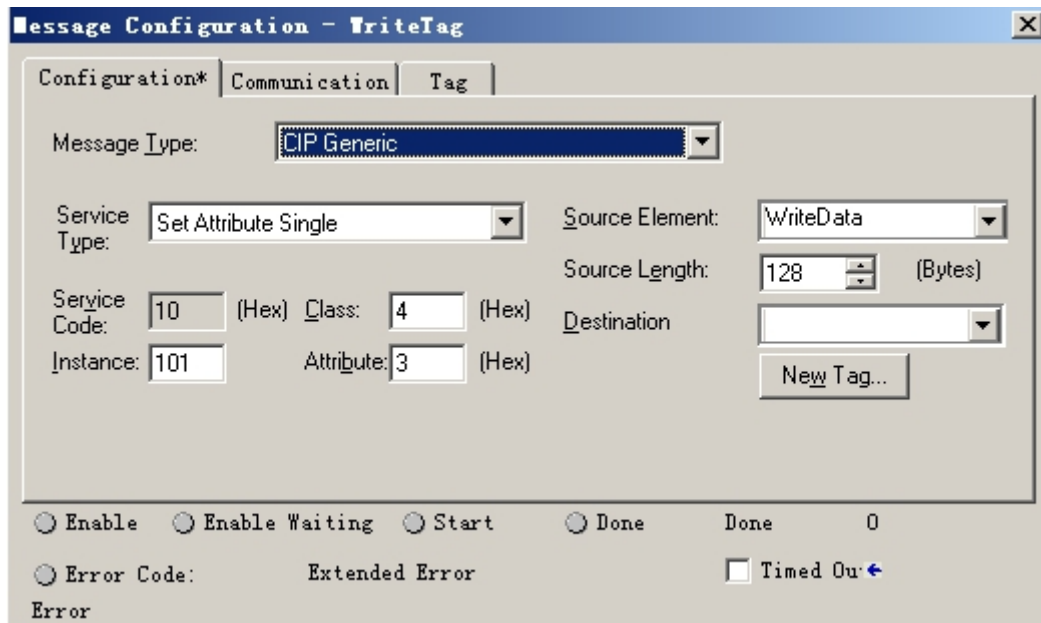 Message Configuration - WriteTag
Configuration* Communication Tag
Message Type: CIP Generic
Service Type: Set Attribute Single
Source Element: WriteData
Source Length: 128 (Bytes)
Service Code: 10 (Hex) Class: 4 (Hex)
Destination
Instance: 101 Attribute: 3 (Hex)
New Tag...
Enable Enable Waiting Start Done Done 0
Error Code: Extended Error Timed Ou
Error